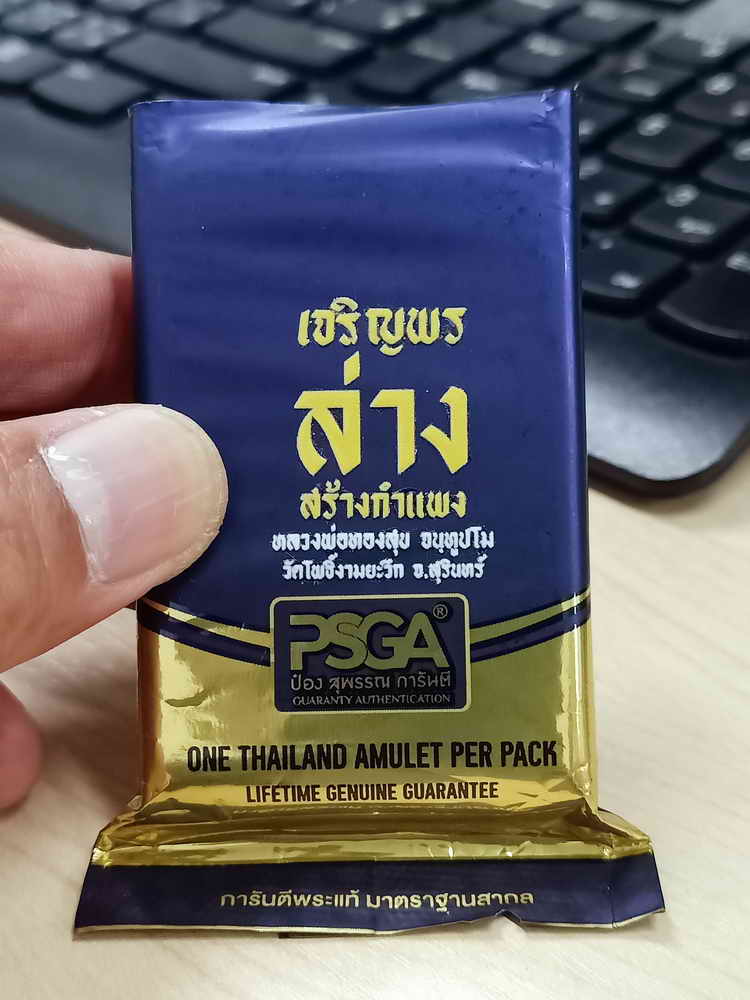 เจริญพร
ล่าง
สร้างกำแพง
หลวงพ่อทองสุข จนฺทูปโม
วัดโพธิ์งามยะวึก จ.สุรินทร์
PSGA®
ป๋อง สุพรรณ การันตี
GUARANTY AUTHENTICATION
ONE THAILAND AMULET PER PACK
LIFETIME GENUINE GUARANTEE
การันตีพระแท้ มาตราฐานสากล